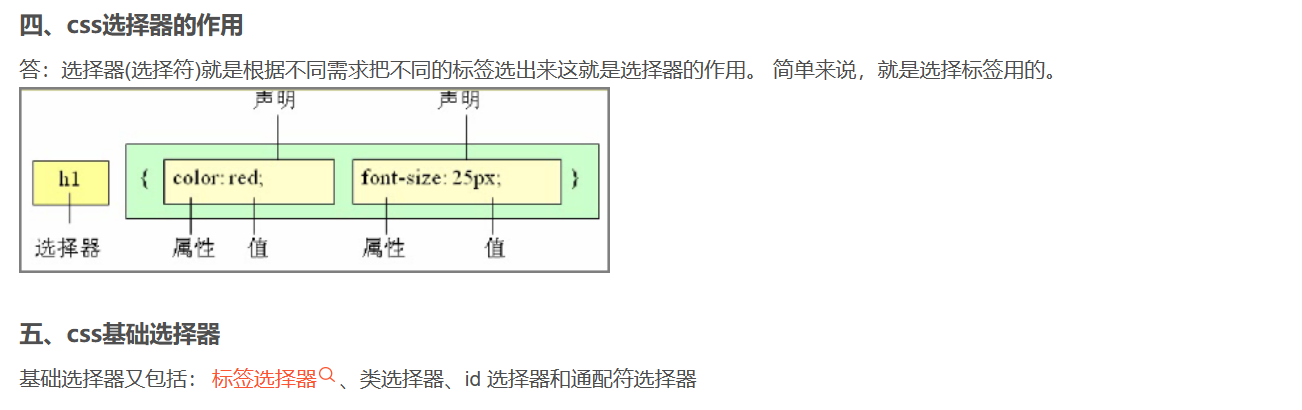 四、css选择器的作用
答：选择器(选择符)就是根据不同需求把不同的标签选出来这就是选择器的作用。 简单来说，就是选择标签用的。
声明 声明
h1 { color: red; font-size: 25px; }
选择器 属性 值 属性 值
五、css基础选择器
基础选择器又包括： 标签选择器、类选择器、id 选择器和通配符选择器